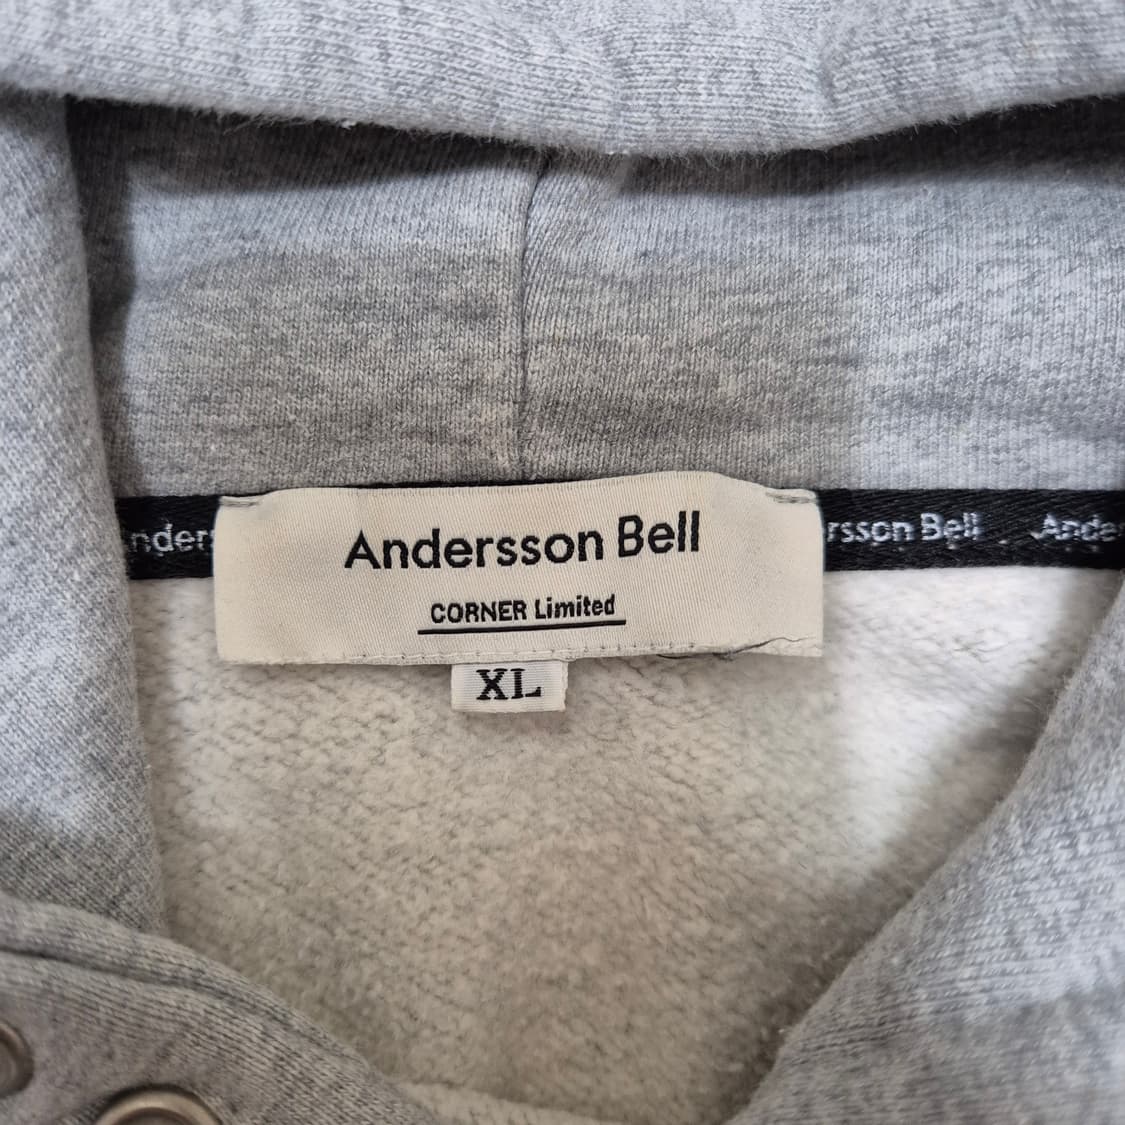 Andersson Bell
CORNER Limited
XL
rsson Bell